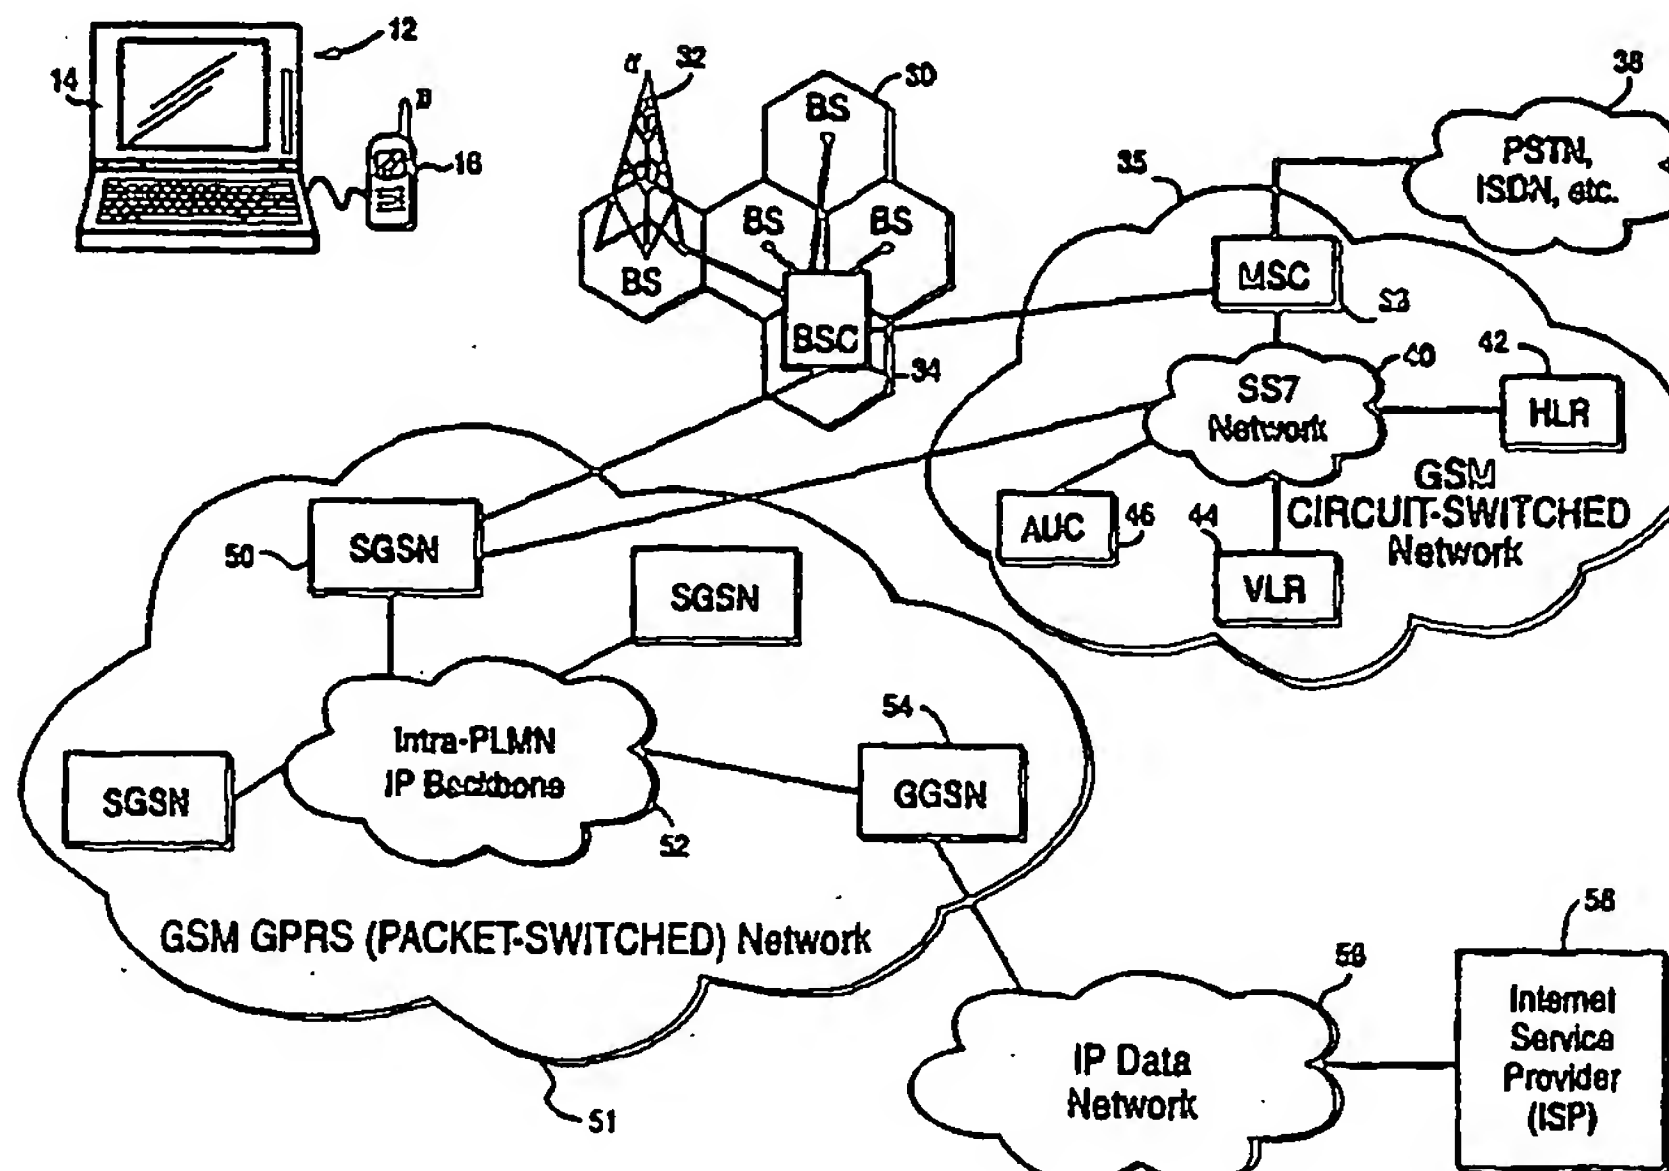 12
14
16
α
32
30
BS
BS
BS
BS
BSC
34
38
PSTN,
ISDN, etc.
35
MSC
40
42
SS7
Network
HLR
GSM
CIRCUIT-SWITCHED
Network
AUC
46
44
VLR
50
SGSN
SGSN
SGSN
Intra-PLMN
IP Backbone
52
54
GGSN
GSM GPRS (PACKET-SWITCHED) Network
51
56
IP Data
Network
58
Internet
Service
Provider
(ISP)